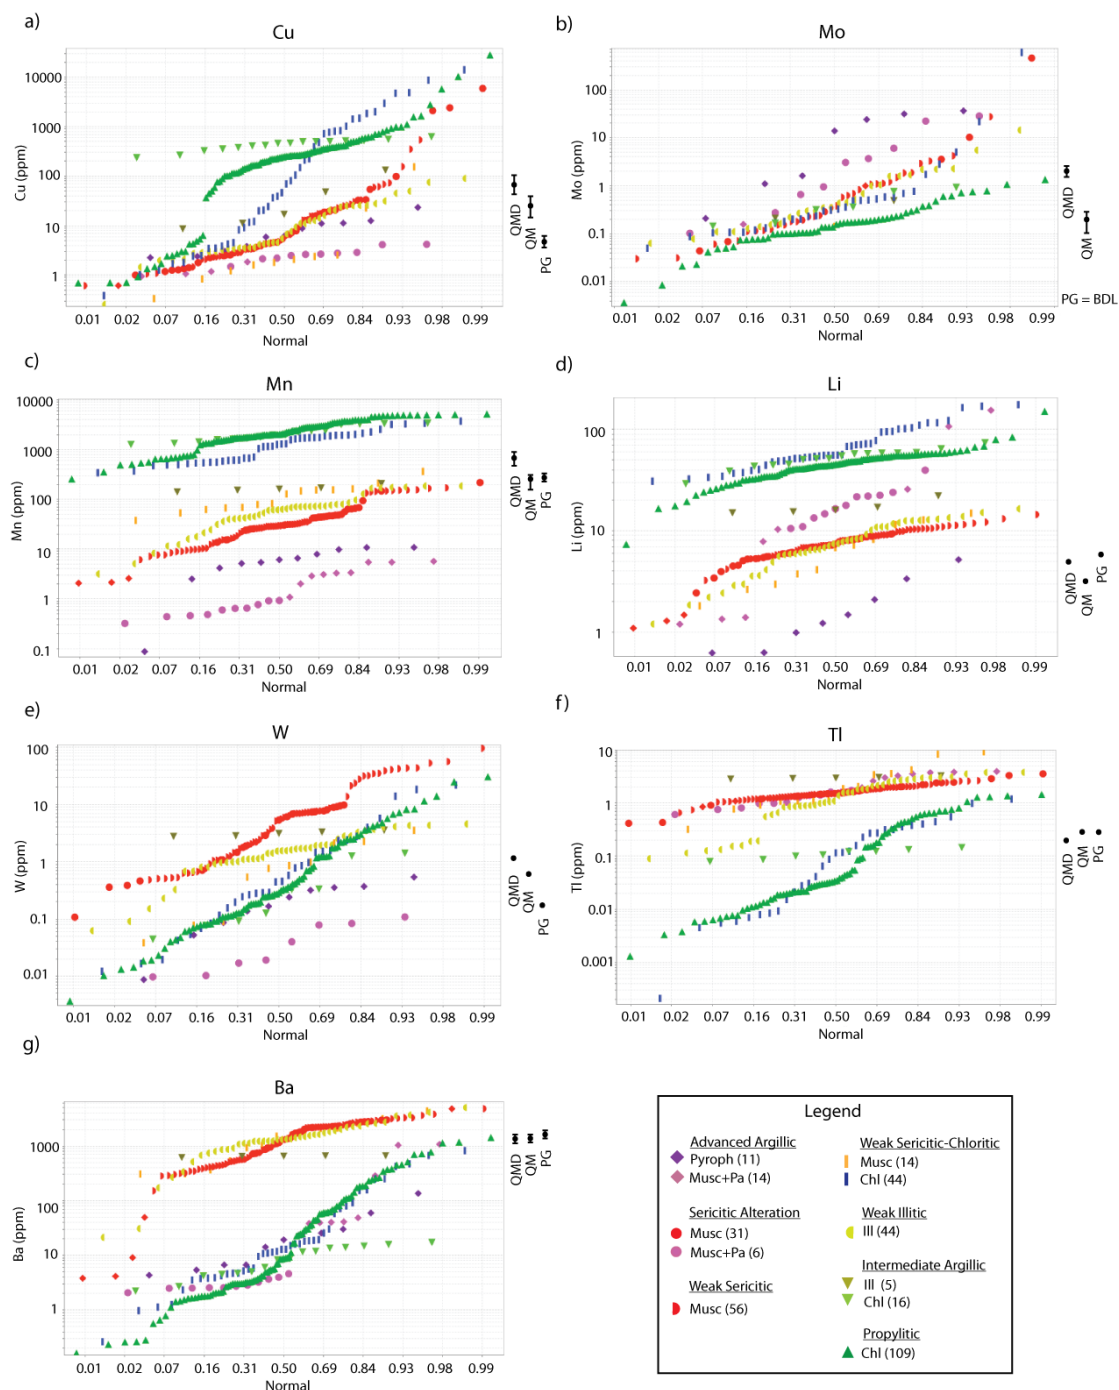 a)
Cu
Cu (ppm)
10000
1000
100
10
1
0.01 0.02 0.07 0.16 0.31 0.50 0.69 0.84 0.93 0.98 0.99
Normal
QMD
QM
PG
b)
Mo
Mo (ppm)
100
10
1
0.1
0.01
0.01 0.02 0.07 0.16 0.31 0.50 0.67 0.84 0.93 0.98 0.99
Normal
QMD
QM
PG = BDL
c)
Mn
Mn (ppm)
10000
1000
100
10
1
0.1
0.01 0.02 0.07 0.16 0.31 0.50 0.69 0.84 0.93 0.98 0.99
Normal
QMD
QM
PG
d)
Li
Li (ppm)
100
10
1
0.01 0.02 0.07 0.16 0.31 0.50 0.69 0.84 0.93 0.98 0.99
Normal
QMD
QM
PG
e)
W
W (ppm)
100
10
1
0.1
0.01
0.01 0.02 0.07 0.16 0.31 0.50 0.69 0.84 0.93 0.98 0.99
Normal
QMD
QM
PG
f)
Tl
Tl (ppm)
10
1
0.1
0.01
0.001
0.01 0.02 0.07 0.16 0.31 0.50 0.69 0.84 0.93 0.98 0.99
Normal
QMD
QM
PG
g)
Ba
Ba (ppm)
1000
100
10
1
0.01 0.02 0.07 0.16 0.31 0.50 0.69 0.84 0.93 0.98 0.99
Normal
QMD
QM
PG
Legend
Advanced Argillic
Pyroph (11)
Musc+Pa (14)
Sericitic Alteration
Musc (31)
Musc+Pa (6)
Weak Sericitic
Musc (56)
Weak Sericitic-Chloritic
Musc (14)
Chl (44)
Weak Illitic
Ill (44)
Intermediate Argillic
Ill (5)
Chl (16)
Propylitic
Chl (109)